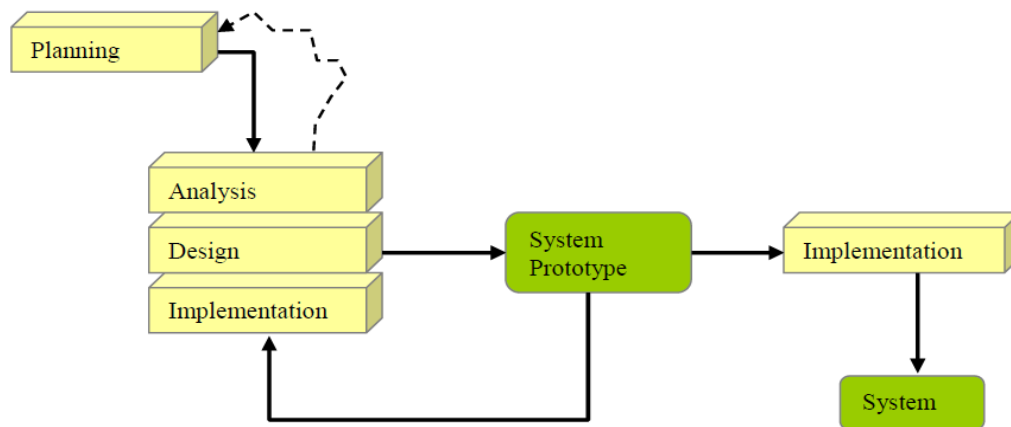 Planning
Analysis
Design
Implementation
System
Prototype
Implementation
System